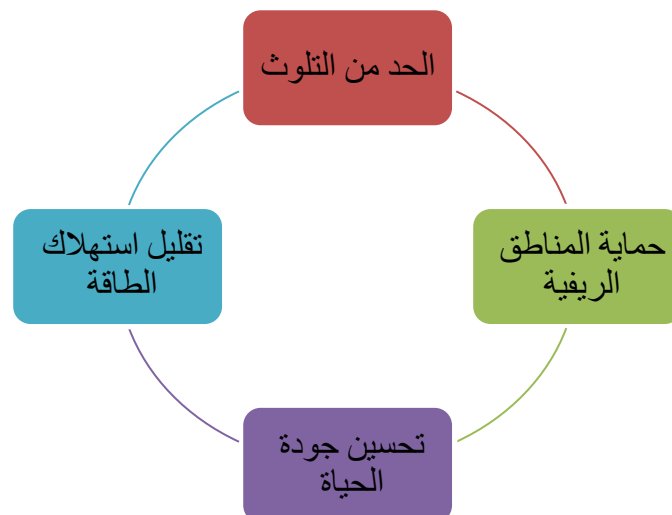 الحد من التلوث
حماية المناطق
الريفية
تحسين جودة
الحياة
تقليل استهلاك
الطاقة